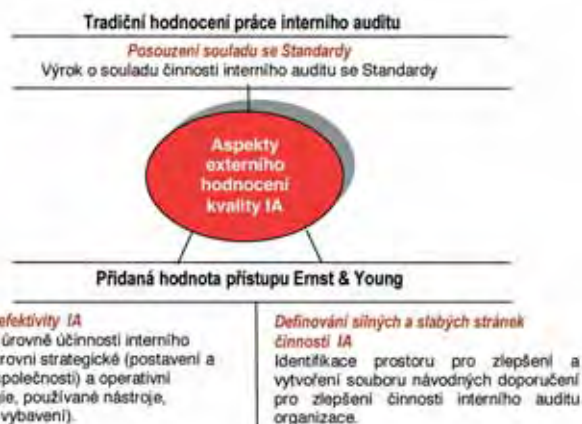 Tradiční hodnocení práce interního auditu
Posouzení souladu se Standardy
Výrok o souladu činnosti interního auditu se Standardy
Aspekty
externího
hodnocení
kvality IA
Přidaná hodnota přístupu Ernst & Young
efektivity IA
úrovně účinnosti interního
rovni strategické (postavení a
společnosti) a operativní
gie, používané nástroje,
vybavení).
Definování silných a slabých stránek
činnosti IA
Identifikace prostoru pro zlepšení a
vytvoření souboru návodných doporučení
pro zlepšení činnosti interního auditu
organizace.